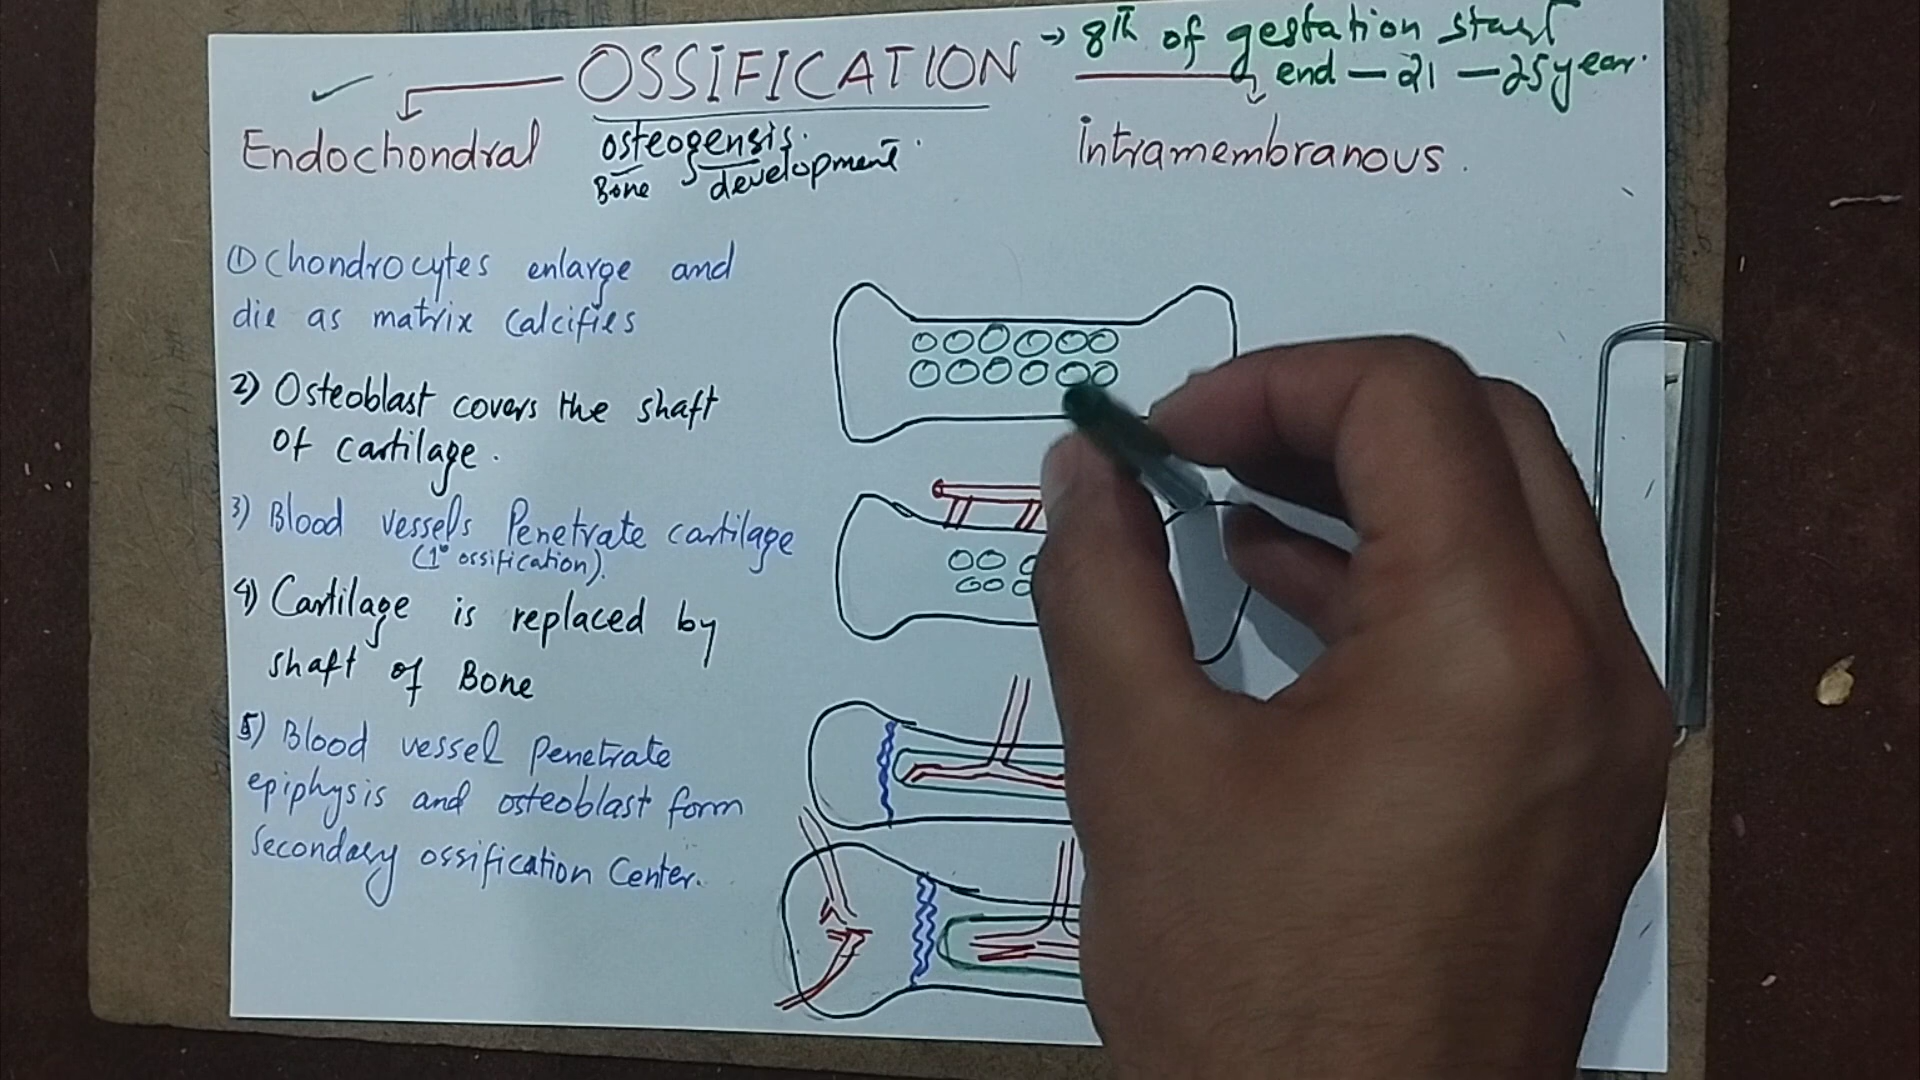 OSSIFICATION → 8th of gestation start
end — 21 — 25 year.
Endochondral
osteogensis.
Bone development
intramembranous.
① Chondrocytes enlarge and
die as matrix calcifies
2) Osteoblast covers the shaft
of cartilage.
3) Blood vessels Penetrate cartilage
(1° ossification).
4) Cartilage is replaced by
shaft of Bone
5) Blood vessel penetrate
epiphysis and osteoblast form
Secondary ossification Center.